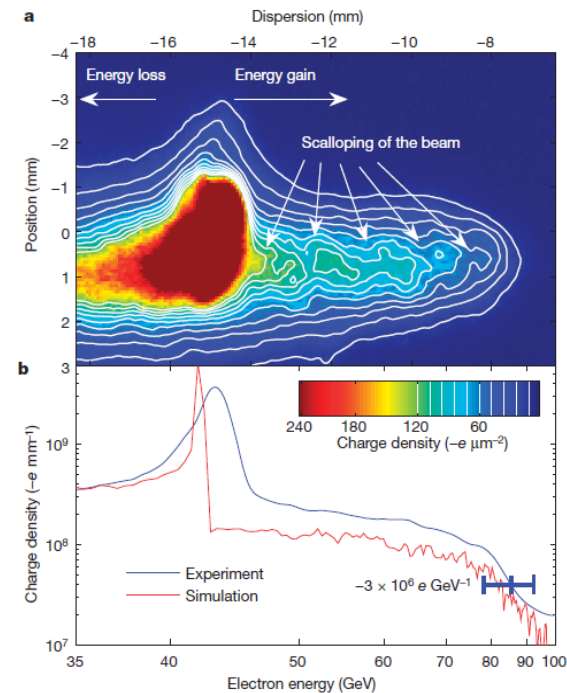 a
Dispersion (mm)
–18 –16 –14 –12 –10 –8
Energy loss
Energy gain
Scalloping of the beam
Position (mm)
–4
–3
–2
–1
0
1
2
3
b
Charge density (–e mm⁻¹)
10⁹
10⁸
10⁷
240 180 120 60
Charge density (–e μm⁻²)
Experiment
Simulation
–3 × 10⁶ e GeV⁻¹
35 40 50 60 70 80 90 100
Electron energy (GeV)